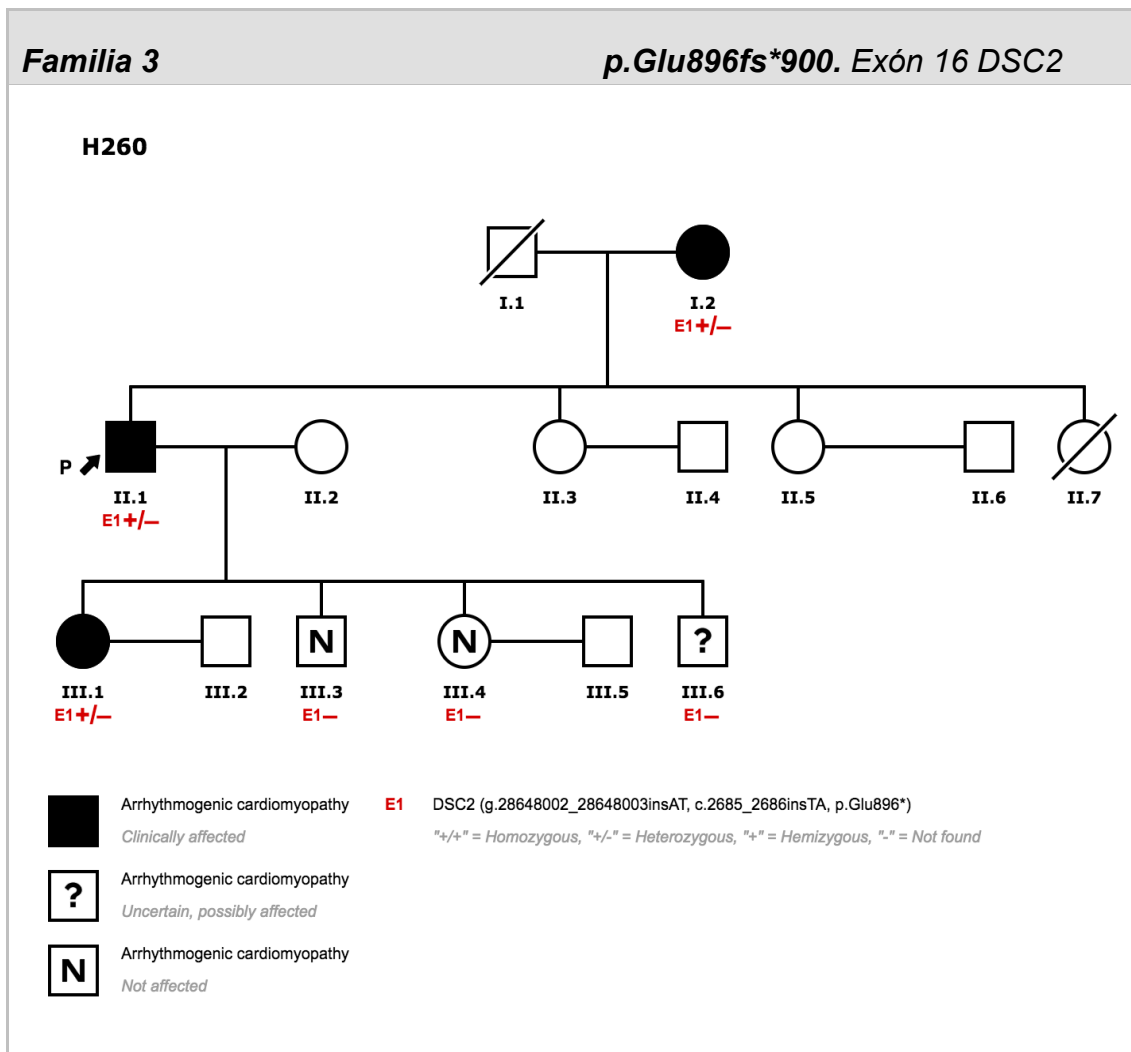 Familia 3 p.Glu896fs*900. Exón 16 DSC2
H260
I.1 I.2
E1+/−
P
II.1 II.2 II.3 II.4 II.5 II.6 II.7
E1+/−
N N ?
III.1 III.2 III.3 III.4 III.5 III.6
E1+/− E1− E1− E1−
Arrhythmogenic cardiomyopathy E1 DSC2 (g.28648002_28648003insAT, c.2685_2686insTA, p.Glu896*)
Clinically affected "+/+" = Homozygous, "+/-" = Heterozygous, "+" = Hemizygous, "-" = Not found
? Arrhythmogenic cardiomyopathy
Uncertain, possibly affected
N Arrhythmogenic cardiomyopathy
Not affected